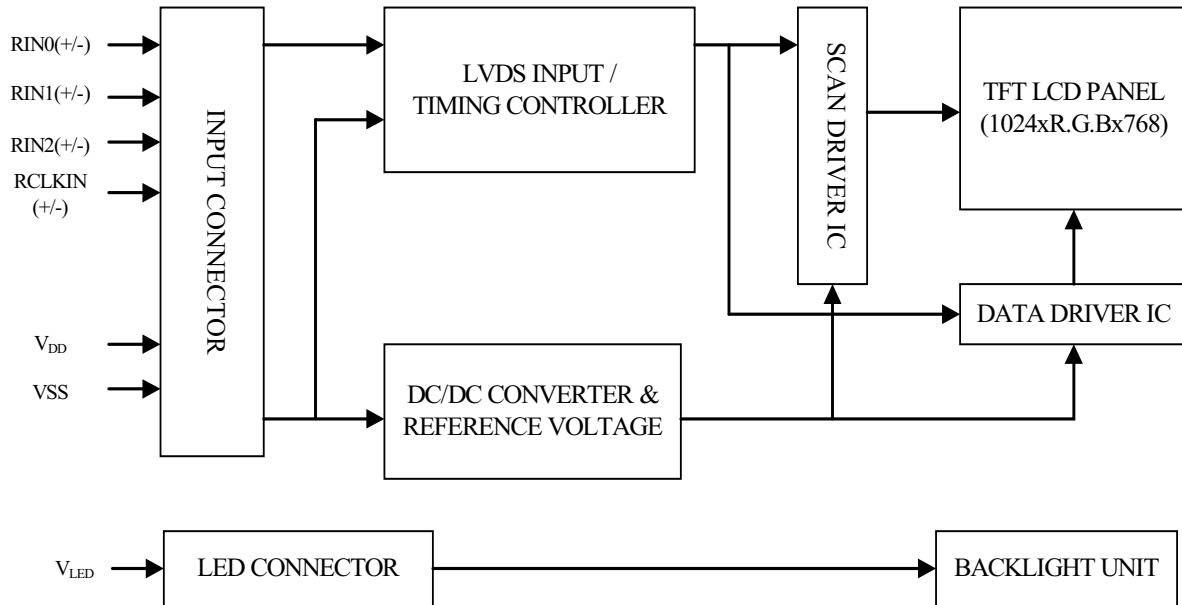 RIN0(+/-)
RIN1(+/-)
RIN2(+/-)
RCLKIN
(+/-)
VDD
VSS
INPUT CONNECTOR
LVDS INPUT /
TIMING CONTROLLER
DC/DC CONVERTER &
REFERENCE VOLTAGE
SCAN DRIVER IC
TFT LCD PANEL
(1024xR.G.Bx768)
DATA DRIVER IC
VLED
LED CONNECTOR
BACKLIGHT UNIT